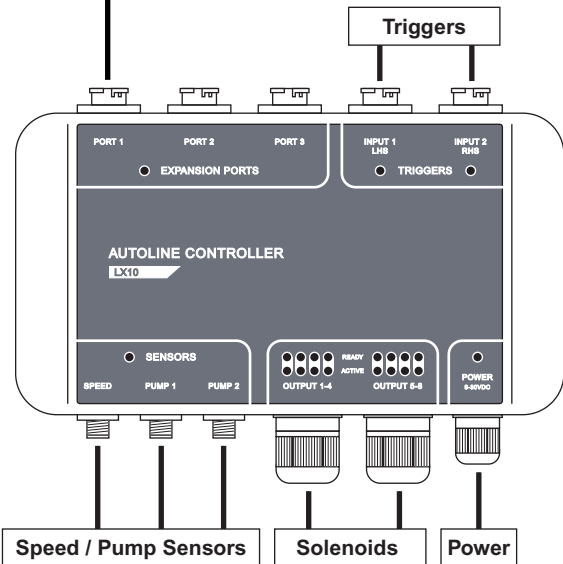 Triggers
PORT 1 PORT 2 PORT 3 INPUT 1 INPUT 2
LHS RHS
EXPANSION PORTS TRIGGERS
AUTOLINE CONTROLLER
LX10
SENSORS READY
ACTIVE
SPEED PUMP 1 PUMP 2 OUTPUT 1-4 OUTPUT 5-8 POWER
9-30VDC
Speed / Pump Sensors Solenoids Power